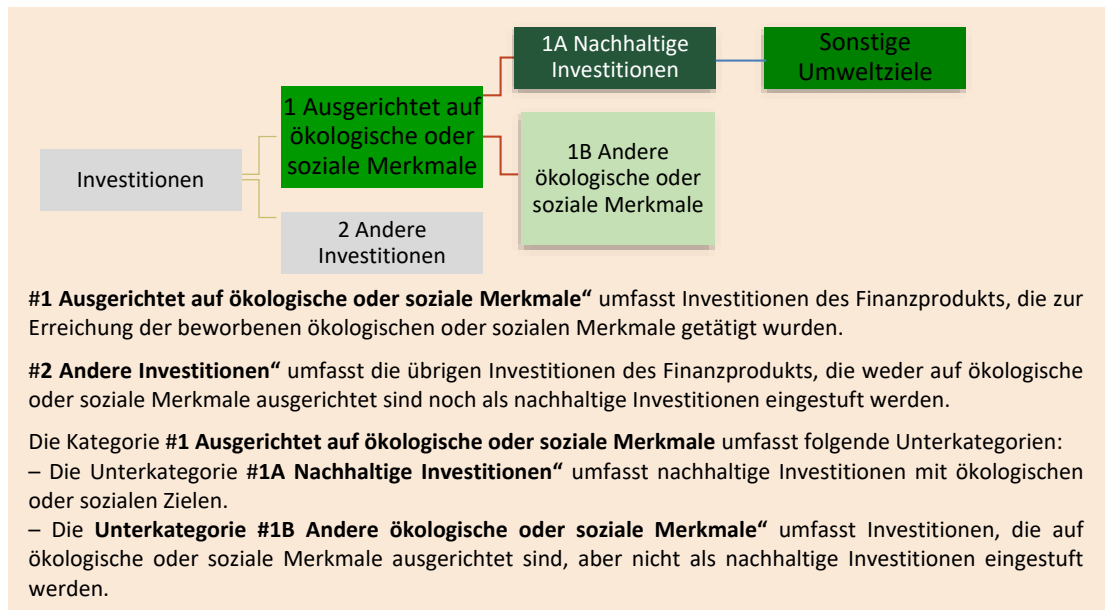 1A Nachhaltige
Investitionen
Sonstige
Umweltziele
1 Ausgerichtet auf
ökologische oder
soziale Merkmale
1B Andere
ökologische oder
soziale Merkmale
Investitionen
2 Andere
Investitionen
#1 Ausgerichtet auf ökologische oder soziale Merkmale“ umfasst Investitionen des Finanzprodukts, die zur
Erreichung der beworbenen ökologischen oder sozialen Merkmale getätigt wurden.
#2 Andere Investitionen“ umfasst die übrigen Investitionen des Finanzprodukts, die weder auf ökologische
oder soziale Merkmale ausgerichtet sind noch als nachhaltige Investitionen eingestuft werden.
Die Kategorie #1 Ausgerichtet auf ökologische oder soziale Merkmale umfasst folgende Unterkategorien:
– Die Unterkategorie #1A Nachhaltige Investitionen“ umfasst nachhaltige Investitionen mit ökologischen
oder sozialen Zielen.
– Die Unterkategorie #1B Andere ökologische oder soziale Merkmale“ umfasst Investitionen, die auf
ökologische oder soziale Merkmale ausgerichtet sind, aber nicht als nachhaltige Investitionen eingestuft
werden.